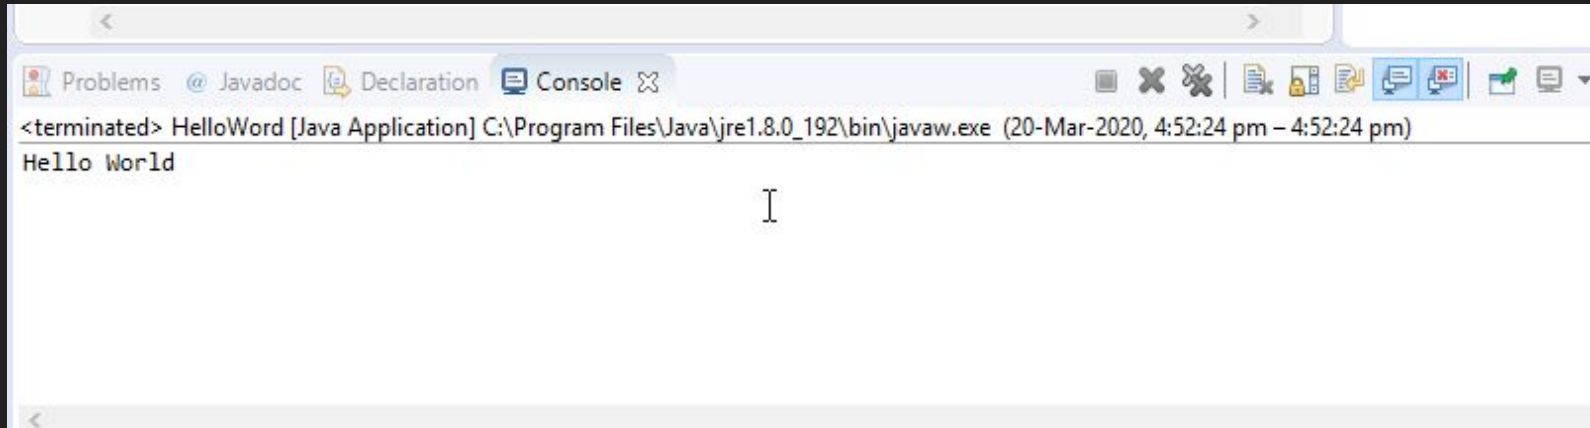 Problems @ Javadoc Declaration Console
<terminated> HelloWord [Java Application] C:\Program Files\Java\jre1.8.0_192\bin\javaw.exe (20-Mar-2020, 4:52:24 pm – 4:52:24 pm)
Hello World